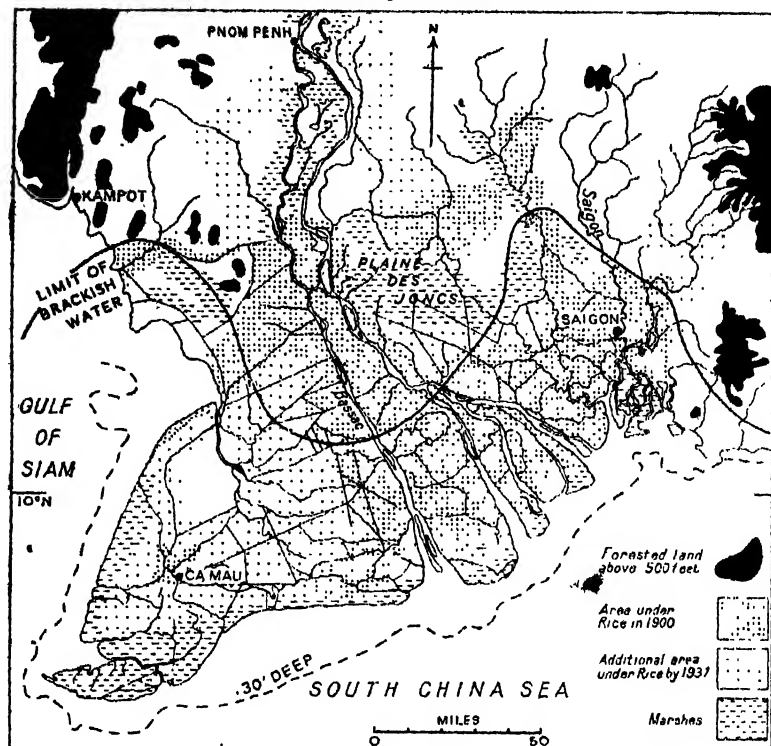 PNOM PENH
N
KAMPOT
Saigon
LIMIT OF
BRACKISH
WATER
PLAINE
DES
JONCS
SAIGON
GULF
OF
SIAM
Bassac
10°N
CA MAU
Forested land
above 500 feet
Area under
Rice in 1900
Additional area
under Rice by 1931
30' DEEP
SOUTH CHINA SEA
Marshes
MILES
0 50